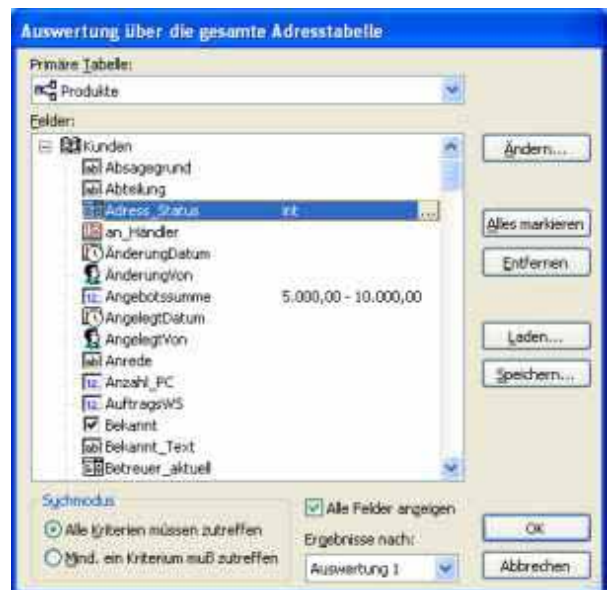 Auswertung über die gesamte Adresstabelle
Primäre Tabelle:
Produkte
Felder:
Kunden
Absagegrund
Abteilung
Adress_Status int ...
an_Händler
ÄnderungDatum
ÄnderungVon
Angebotssumme 5.000,00 - 10.000,00
AngelegtDatum
AngelegtVon
Anrede
Anzahl_PC
AuftragsWS
Bekannt
Bekannt_Text
Betreuer_aktuell
Ändern...
Alles markieren
Entfernen
Laden...
Speichern...
Suchmodus
Alle Kriterien müssen zutreffen
Mind. ein Kriterium muß zutreffen
Alle Felder anzeigen
Ergebnisse nach:
Auswertung 1
OK
Abbrechen